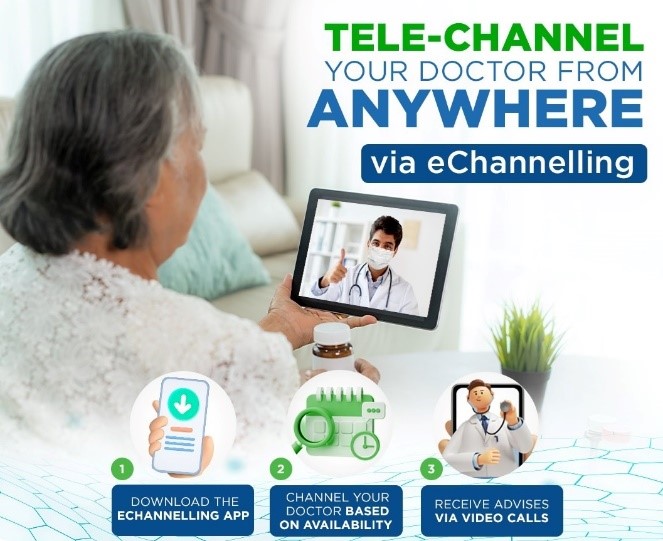 TELE-CHANNEL
YOUR DOCTOR FROM
ANYWHERE
via eChannelling
1
DOWNLOAD THE
ECHANNELLING APP
2
CHANNEL YOUR
DOCTOR BASED
ON AVAILABILITY
3
RECEIVE ADVISES
VIA VIDEO CALLS